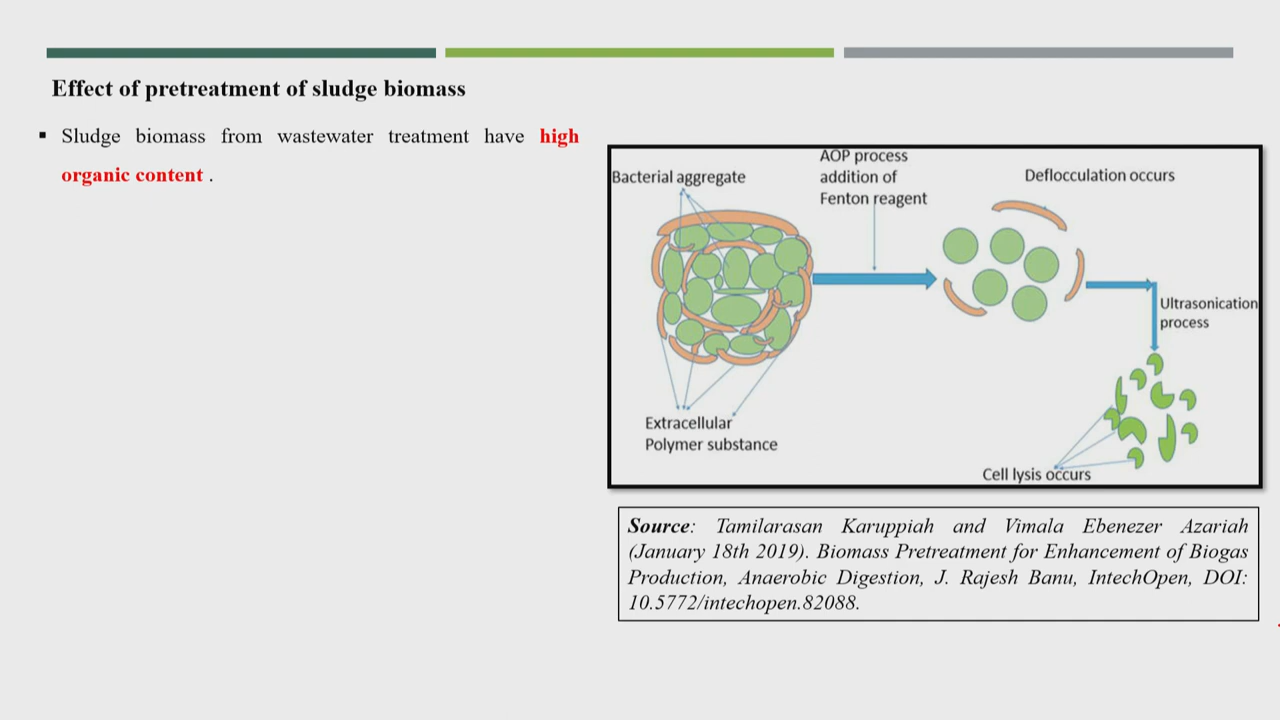 Effect of pretreatment of sludge biomass
▪ Sludge biomass from wastewater treatment have high
organic content .
Bacterial aggregate
AOP process
addition of
Fenton reagent
Deflocculation occurs
Ultrasonication
process
Extracellular
Polymer substance
Cell lysis occurs
Source: Tamilarasan Karuppiah and Vimala Ebenezer Azariah
(January 18th 2019). Biomass Pretreatment for Enhancement of Biogas
Production, Anaerobic Digestion, J. Rajesh Banu, IntechOpen, DOI:
10.5772/intechopen.82088.